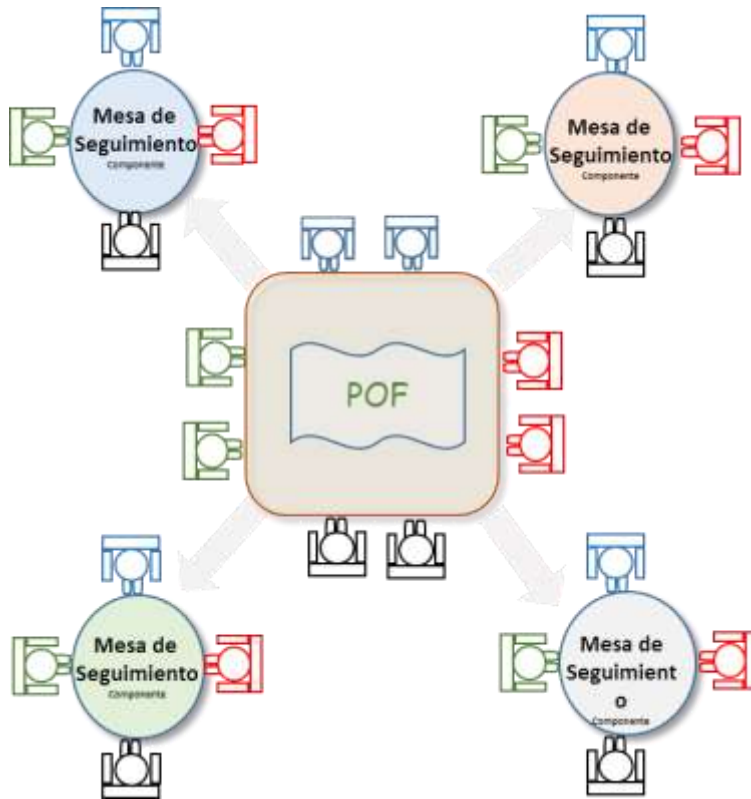 Mesa de
Seguimiento
Componente
Mesa de
Seguimiento
Componente
POF
Mesa de
Seguimiento
Componente
Mesa de
Seguimient
o
Componente